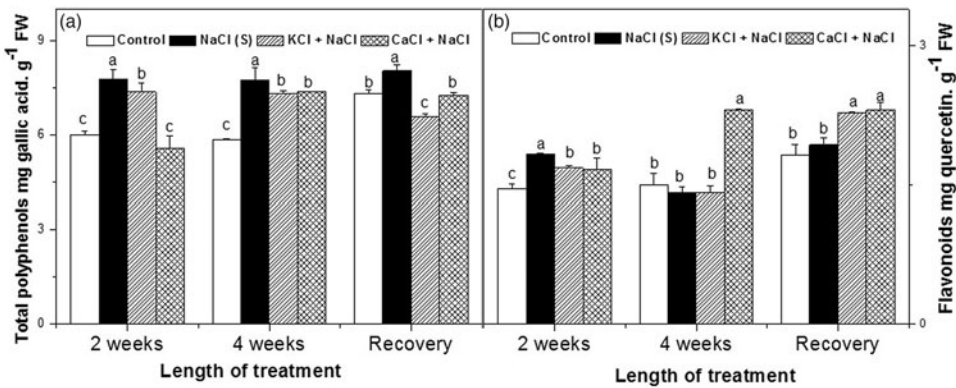 (a)
Control NaCl (S) KCl + NaCl CaCl + NaCl
9
6
3
0
Total polyphenols mg gallic acid. g-1 FW
c a b c
c a b b
b a c b
2 weeks 4 weeks Recovery
Length of treatment
(b)
Control NaCl (S) KCl + NaCl CaCl + NaCl
3
0
Flavonoids mg quercetin. g-1 FW
c a b b
b b b a
b b a a
2 weeks 4 weeks Recovery
Length of treatment